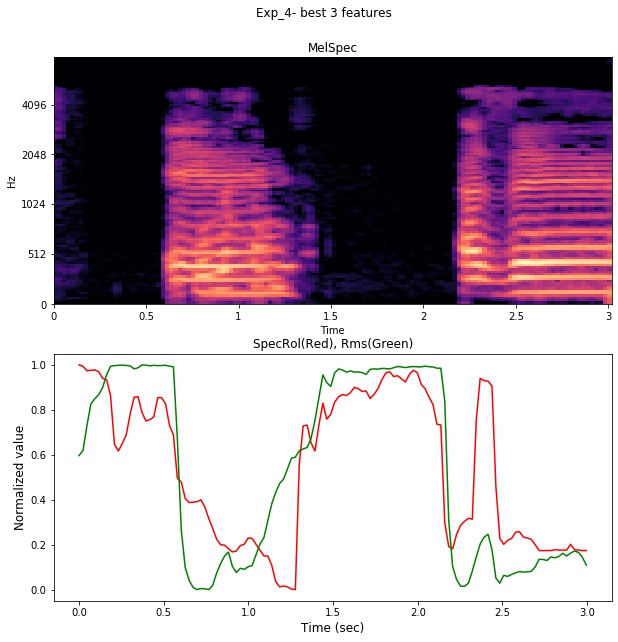 Exp_4- best 3 features
MelSpec
4096
2048
1024
512
0
Hz
0 0.5 1 1.5 2 2.5 3
Time
SpecRol(Red), Rms(Green)
1.0
0.8
0.6
0.4
0.2
0.0
Normalized value
0.0 0.5 1.0 1.5 2.0 2.5 3.0
Time (sec)